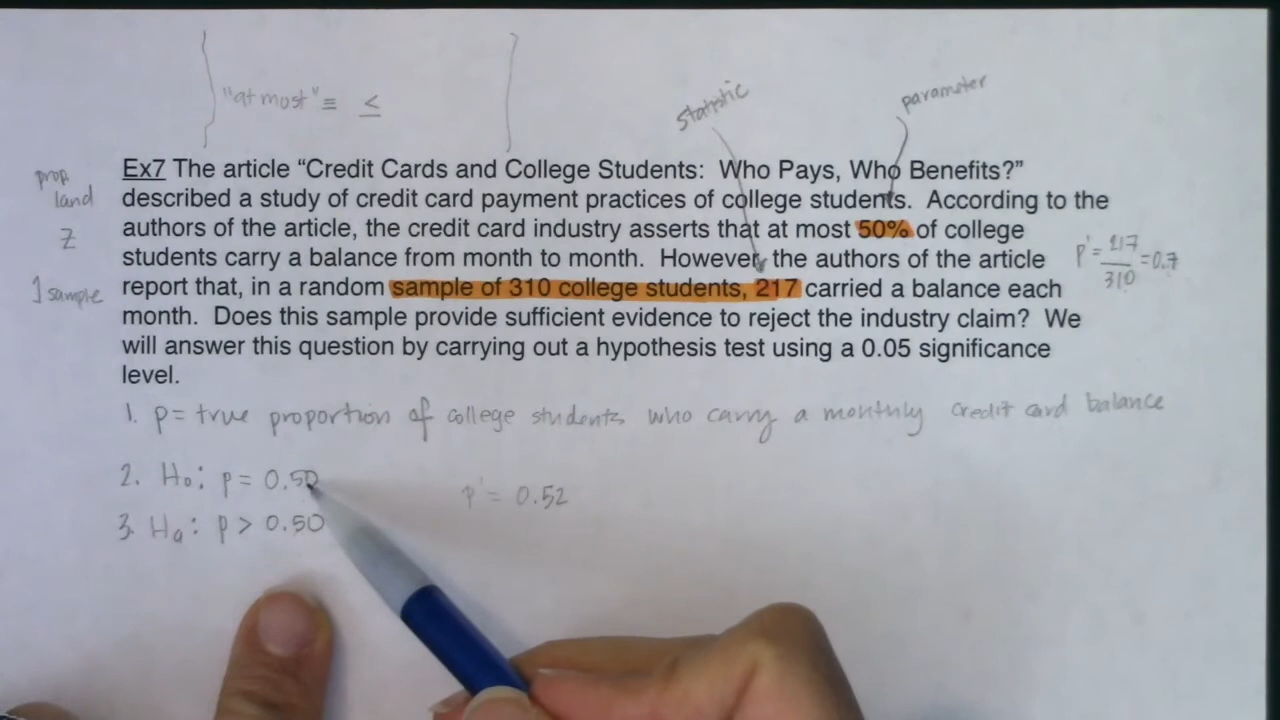 "at most" ≡ ≤
statistic
parameter
prop
land
Z
1 sample
Ex7 The article “Credit Cards and College Students: Who Pays, Who Benefits?”
described a study of credit card payment practices of college students. According to the
authors of the article, the credit card industry asserts that at most 50% of college
students carry a balance from month to month. However, the authors of the article
report that, in a random sample of 310 college students, 217 carried a balance each
month. Does this sample provide sufficient evidence to reject the industry claim? We
will answer this question by carrying out a hypothesis test using a 0.05 significance
level.
p' = 217/310 = 0.7
1. p = true proportion of college students who carry a monthly credit card balance
2. Ho: p = 0.50
p' = 0.52
3. Ha: p > 0.50